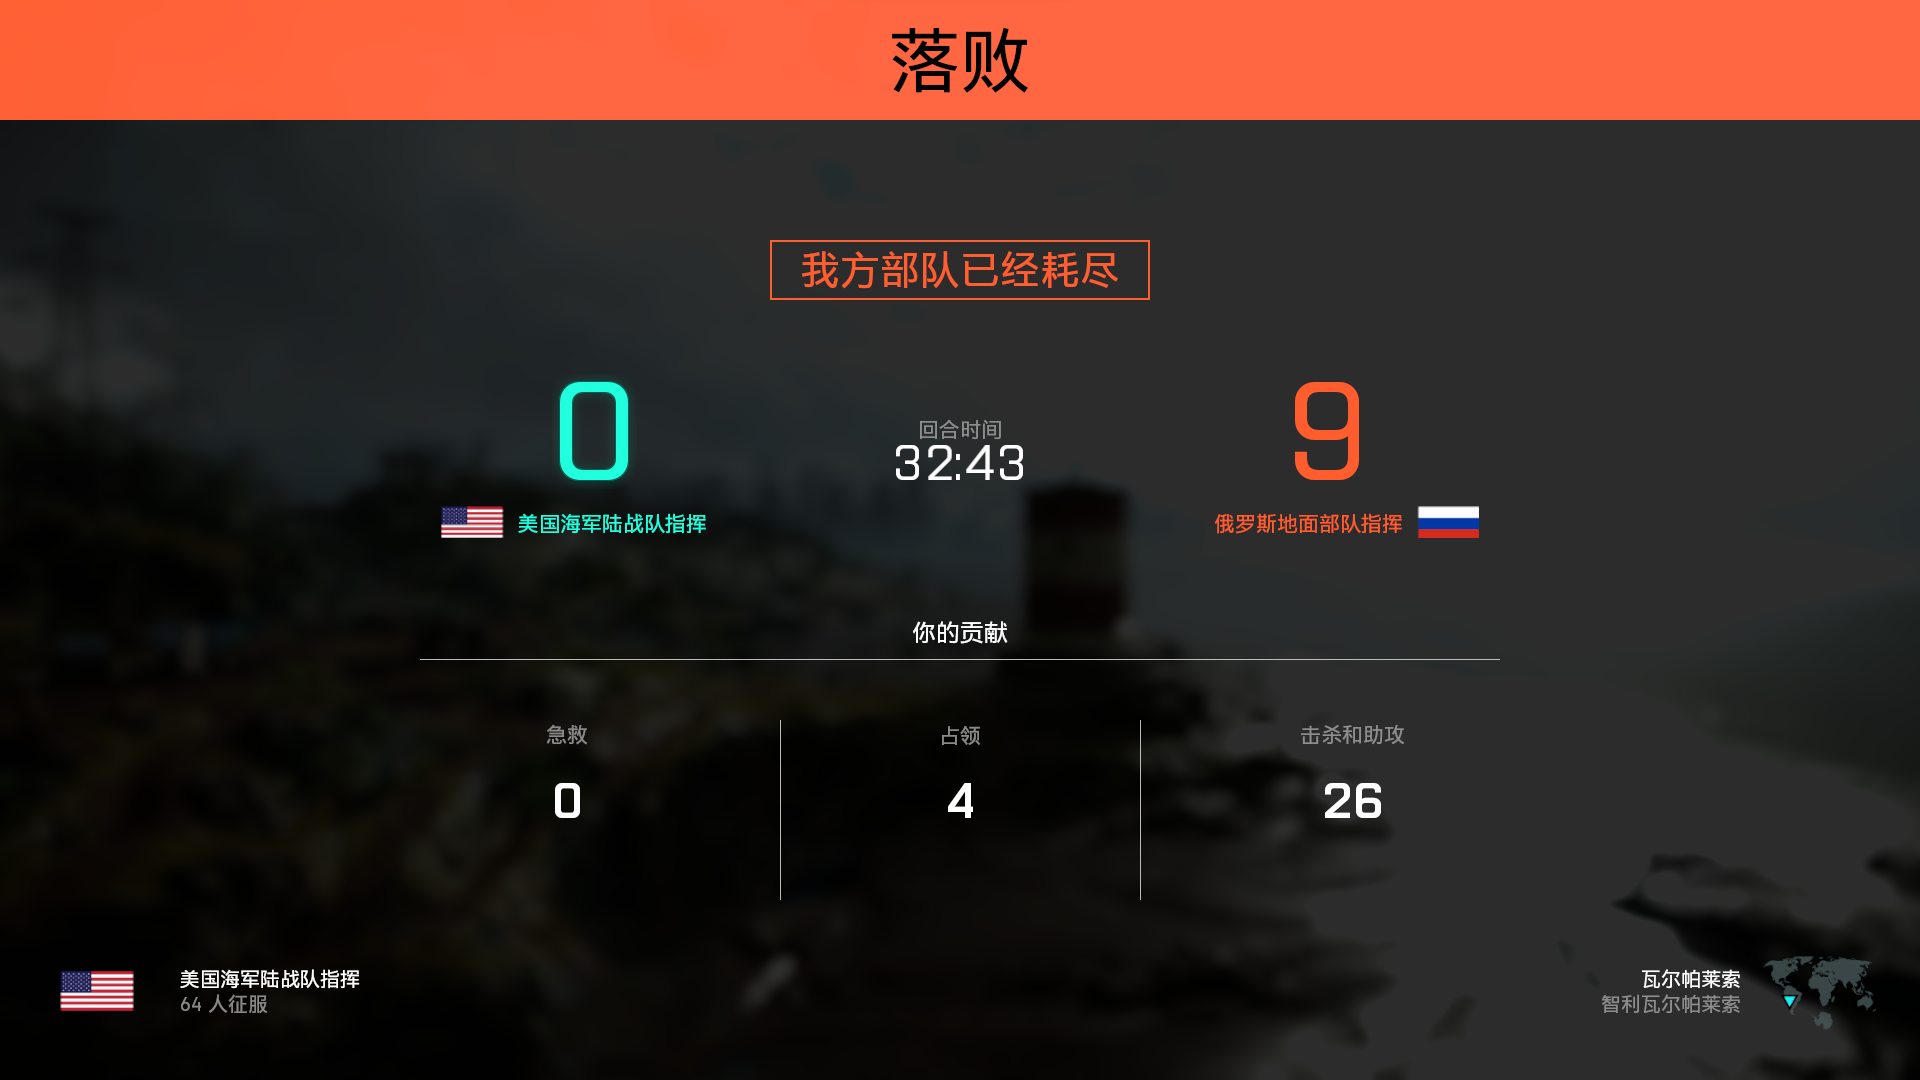 落败
我方部队已经耗尽
0
回合时间
32:43
9
美国海军陆战队指挥
俄罗斯地面部队指挥
你的贡献
急救
占领
击杀和助攻
0
4
26
美国海军陆战队指挥
64 人征服
瓦尔帕莱索
智利瓦尔帕莱索